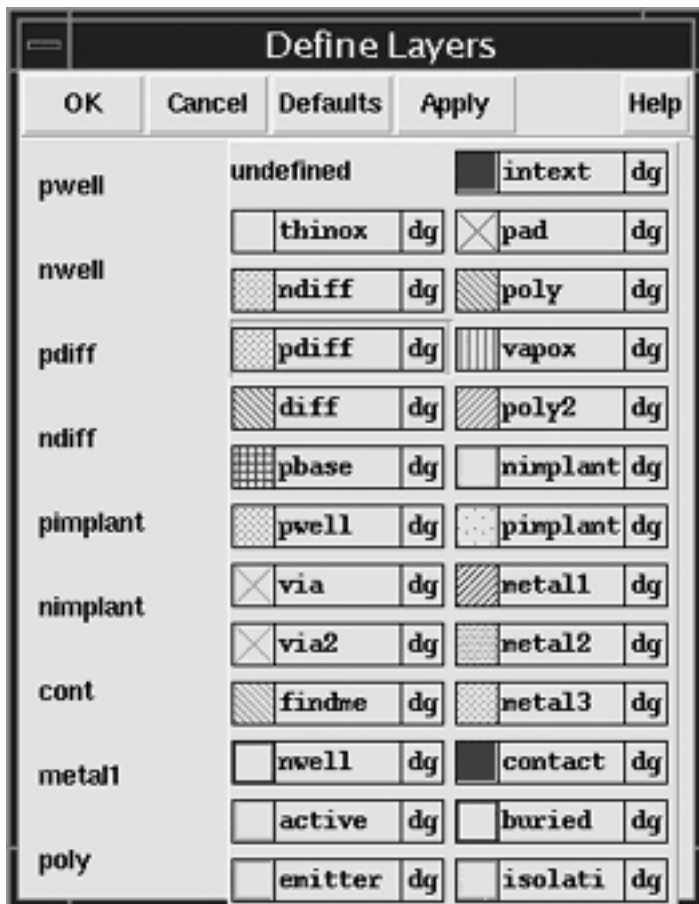 Define Layers
OK Cancel Defaults Apply Help
pwell
nwell
pdiff
ndiff
pimplant
nimplant
cont
metal1
poly
undefined intext dg
thinox dg pad dg
ndiff dg poly dg
pdiff dg vapox dg
diff dg poly2 dg
pbase dg nimplant dg
pwell dg pimplant dg
via dg metal1 dg
via2 dg metal2 dg
findme dg metal3 dg
nwell dg contact dg
active dg buried dg
emitter dg isolati dg